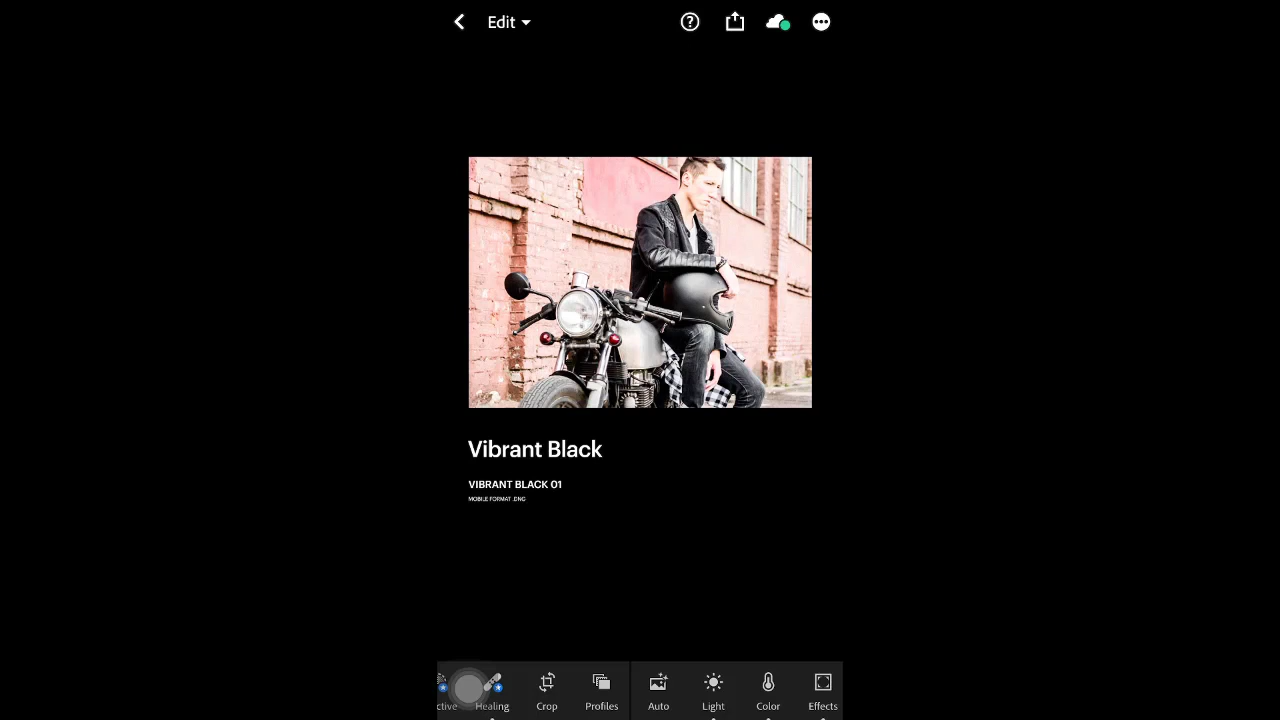 Edit
Vibrant Black
VIBRANT BLACK 01
MOBILE FORMAT .DNG
ctive Healing Crop Profiles Auto Light Color Effects